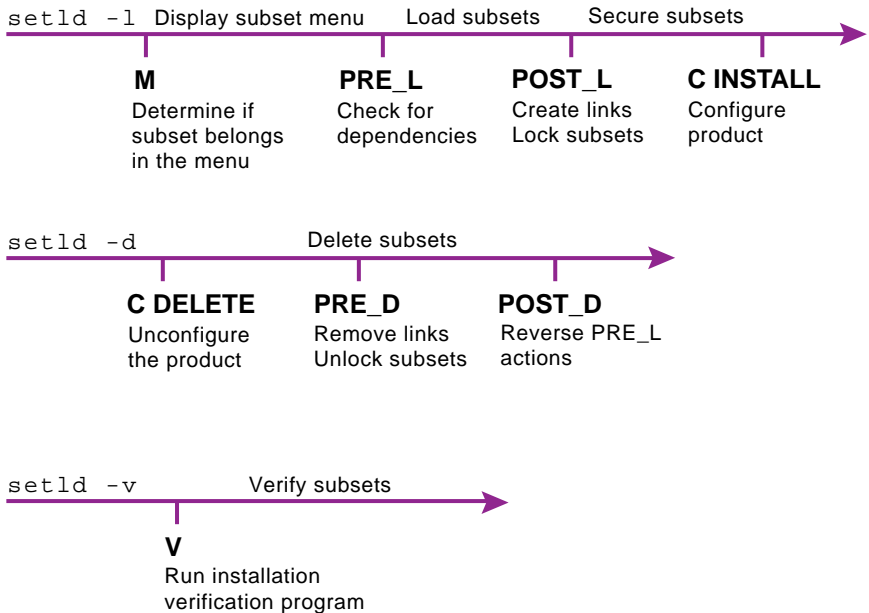 setld -l Display subset menu Load subsets Secure subsets
M PRE_L POST_L C INSTALL
Determine if Check for Create links Configure
subset belongs dependencies Lock subsets product
in the menu
setld -d Delete subsets
C DELETE PRE_D POST_D
Unconfigure Remove links Reverse PRE_L
the product Unlock subsets actions
setld -v Verify subsets
V
Run installation
verification program